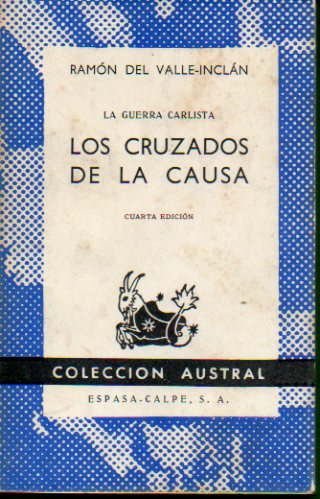 RAMÓN DEL VALLE-INCLÁN
LA GUERRA CARLISTA
LOS CRUZADOS
DE LA CAUSA
CUARTA EDICIÓN
COLECCION AUSTRAL
ESPASA-CALPE, S. A.